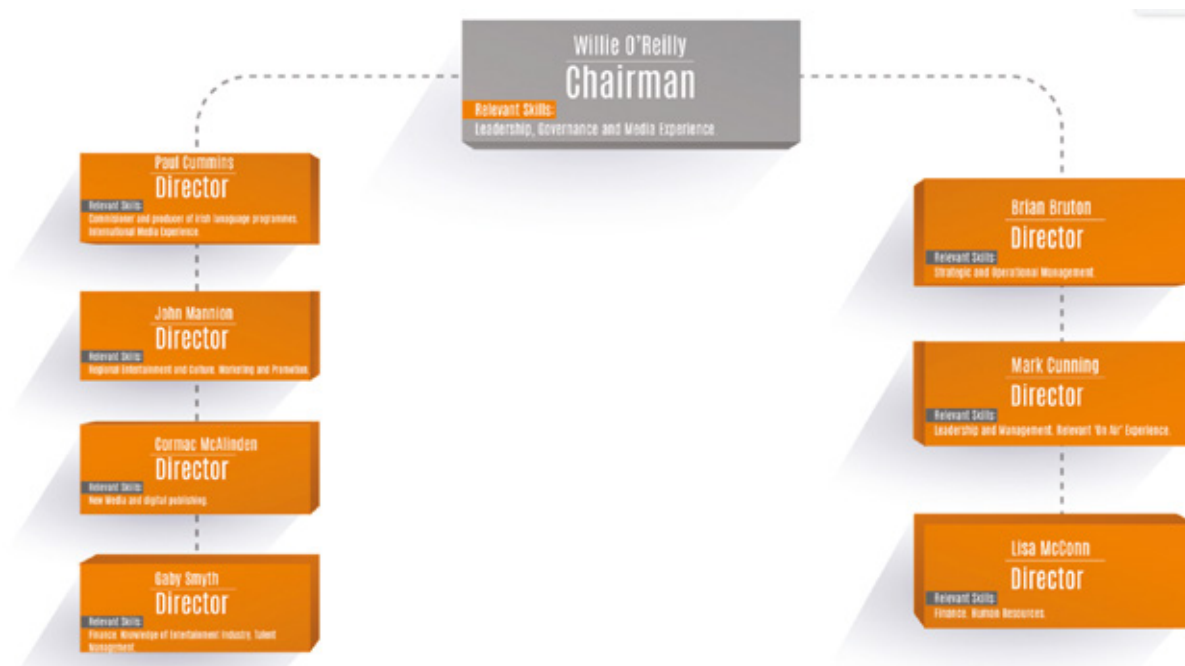 Willie O'Reilly
Chairman
Relevant Skills:
Leadership, Governance and Media Experience.
Paul Cummins
Director
Relevant Skills:
Commisioner and producer of Irish lanaguage programmes.
International Media Experience.
John Mannion
Director
Relevant Skills:
Regional Entertainment and Culture. Marketing and Promotion.
Cormac McAlinden
Director
Relevant Skills:
New Media and digital publishing.
Gaby Smyth
Director
Relevant Skills:
Finance. Knowledge of Entertainment Industry, Talent
Management
Brian Bruton
Director
Relevant Skills:
Strategic and Operational Management.
Mark Cunning
Director
Relevant Skills:
Leadership and Management. Relevant 'On Air' Experience.
Lisa McConn
Director
Relevant Skills:
Finance. Human Resources.